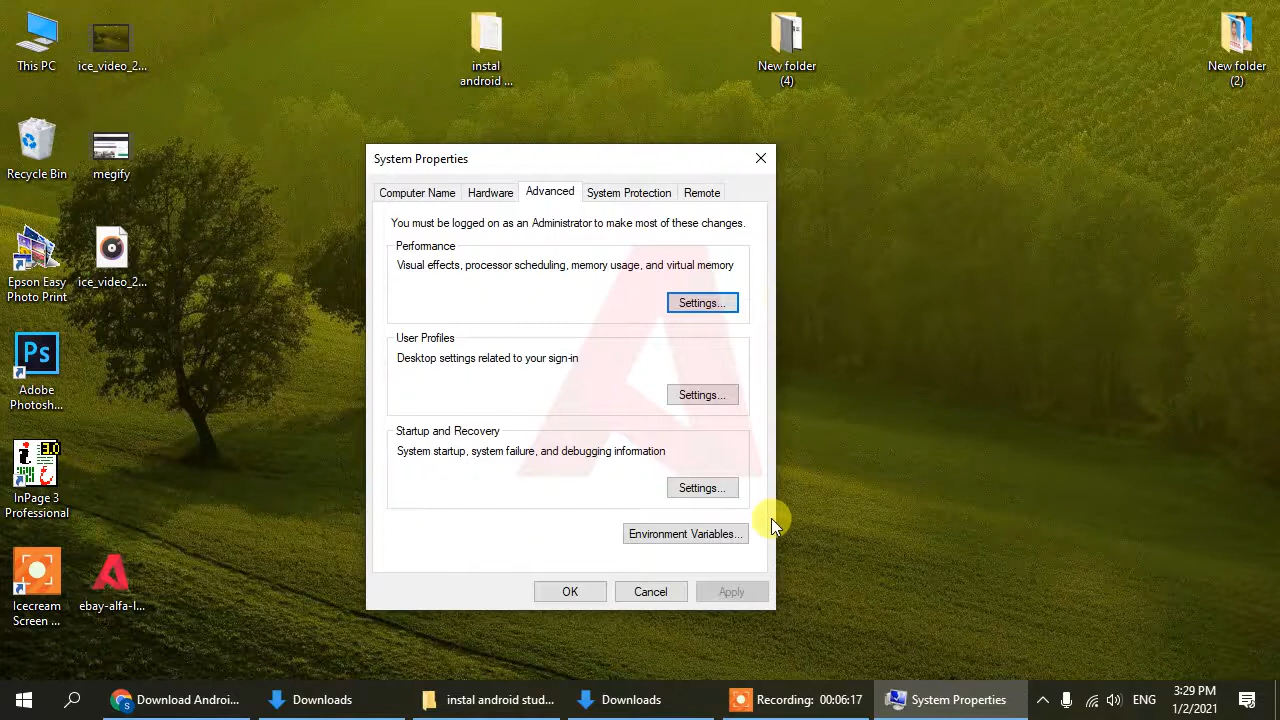 This PC
ice_video_2...
instal
android ...
New folder
(4)
New folder
(2)
Recycle Bin
megify
Epson Easy
Photo Print
ice_video_2...
Ps
Adobe
Photosh...
3.0
InPage 3
Professional
Icecream
Screen ...
ebay-alfa-l...
System Properties
Computer Name
Hardware
Advanced
System Protection
Remote
You must be logged on as an Administrator to make most of these changes.
Performance
Visual effects, processor scheduling, memory usage, and virtual memory
Settings...
User Profiles
Desktop settings related to your sign-in
Settings...
Startup and Recovery
System startup, system failure, and debugging information
Settings...
Environment Variables...
OK
Cancel
Apply
S
Download Androi...
Downloads
instal android stud...
Downloads
Recording: 00:06:17
System Properties
ENG
3:29 PM
1/2/2021